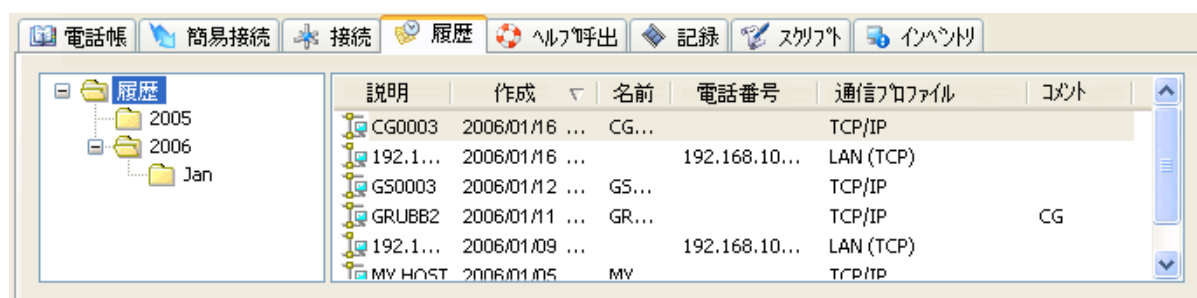 電話帳 簡易接続 接続 履歴 ﾍﾙﾌﾟ呼出 記録 ｽｸﾘﾌﾟﾄ ｲﾝﾍﾞﾝﾄﾘ
履歴
2005
2006
Jan
説明 作成 名前 電話番号 通信ﾌﾟﾛﾌｧｲﾙ ｺﾒﾝﾄ
CG0003 2006/01/16 ... CG... TCP/IP
192.1... 2006/01/16 ... 192.168.10... LAN (TCP)
GS0003 2006/01/12 ... GS... TCP/IP
GRUBB2 2006/01/11 ... GR... TCP/IP CG
192.1... 2006/01/09 ... 192.168.10... LAN (TCP)
MY HOST 2006/01/05 MY TCP/IP